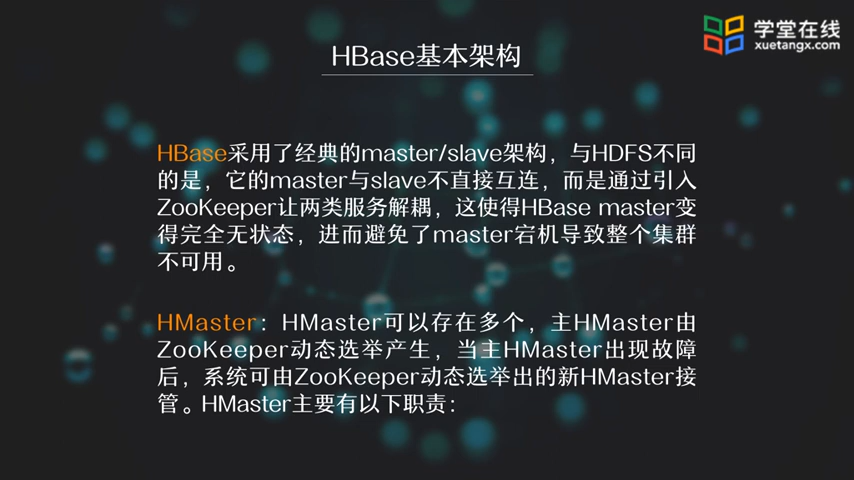 学堂在线
xuetangx.com
HBase基本架构
HBase采用了经典的master/slave架构，与HDFS不同
的是，它的master与slave不直接互连，而是通过引入
ZooKeeper让两类服务解耦，这使得HBase master变
得完全无状态，进而避免了master宕机导致整个集群
不可用。
HMaster：HMaster可以存在多个，主HMaster由
ZooKeeper动态选举产生，当主HMaster出现故障
后，系统可由ZooKeeper动态选举出的新HMaster接
管。HMaster主要有以下职责：